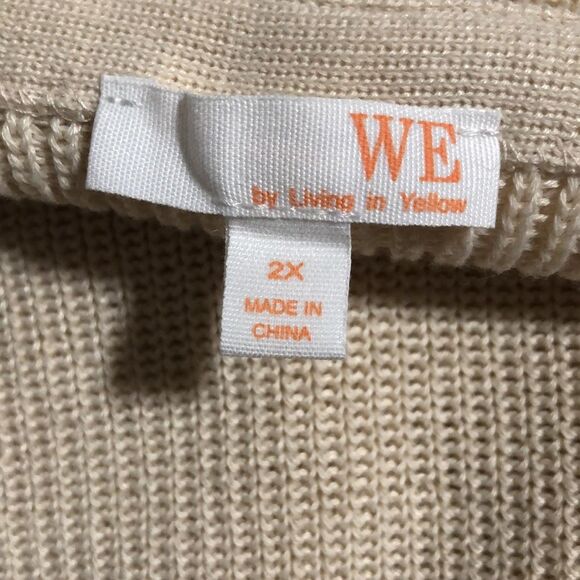 WE
by Living in Yellow
2X
MADE IN
CHINA